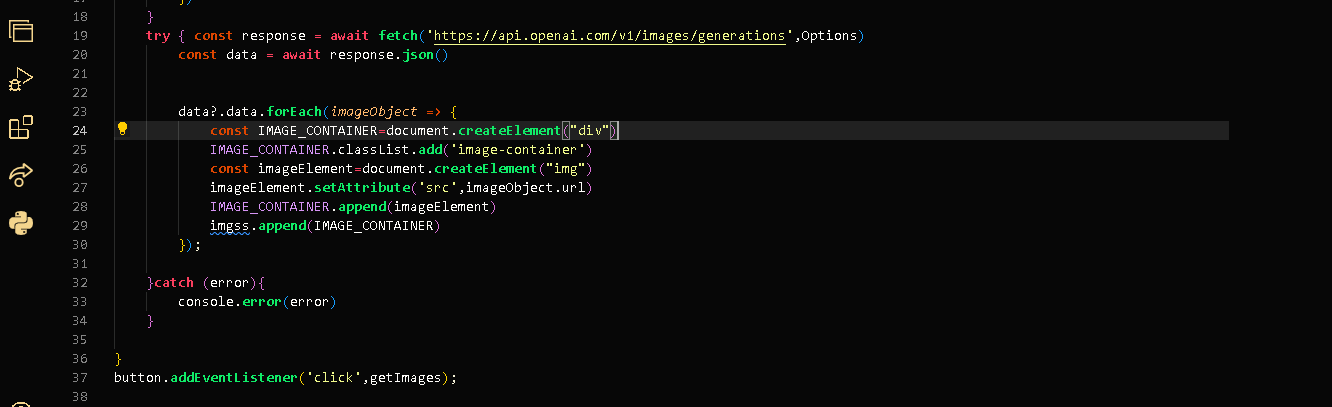 18 }
19 try { const response = await fetch('https://api.openai.com/v1/images/generations',Options)
20 const data = await response.json()
21
22
23 data?.data.forEach(imageObject => {
24 const IMAGE_CONTAINER=document.createElement("div")
25 IMAGE_CONTAINER.classList.add('image-container')
26 const imageElement=document.createElement("img")
27 imageElement.setAttribute('src',imageObject.url)
28 IMAGE_CONTAINER.append(imageElement)
29 imgss.append(IMAGE_CONTAINER)
30 });
31
32 }catch (error){
33 console.error(error)
34 }
35
36 }
37 button.addEventListener('click',getImages);
38